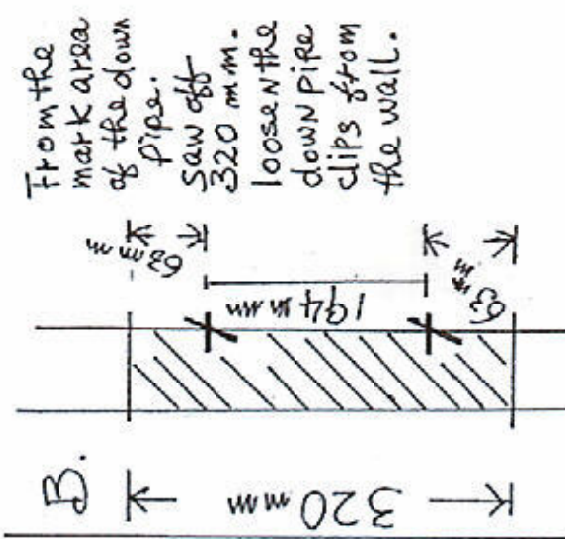 From the
mark area
of the down
pipe.
Saw off
320 mm.
loosen the
down pipe
clips from
the wall.
63 mm
194 mm
63 mm
B.
320 mm